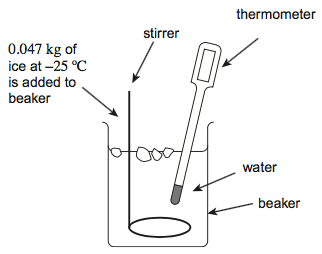 thermometer
stirrer
0.047 kg of
ice at –25 °C
is added to
beaker
water
beaker